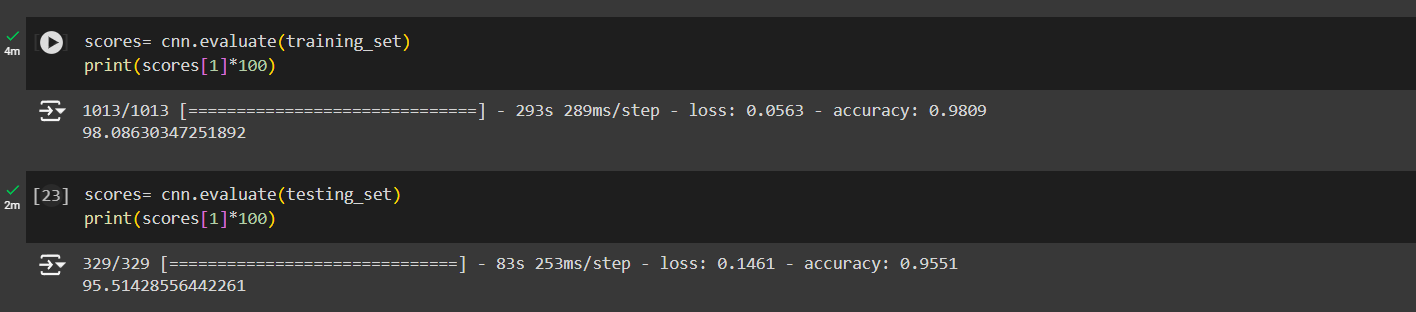 scores= cnn.evaluate(training_set)
4m
print(scores[1]*100)
1013/1013 [==============================] - 293s 289ms/step - loss: 0.0563 - accuracy: 0.9809
98.08630347251892
[23] scores= cnn.evaluate(testing_set)
2m
print(scores[1]*100)
329/329 [==============================] - 83s 253ms/step - loss: 0.1461 - accuracy: 0.9551
95.51428556442261